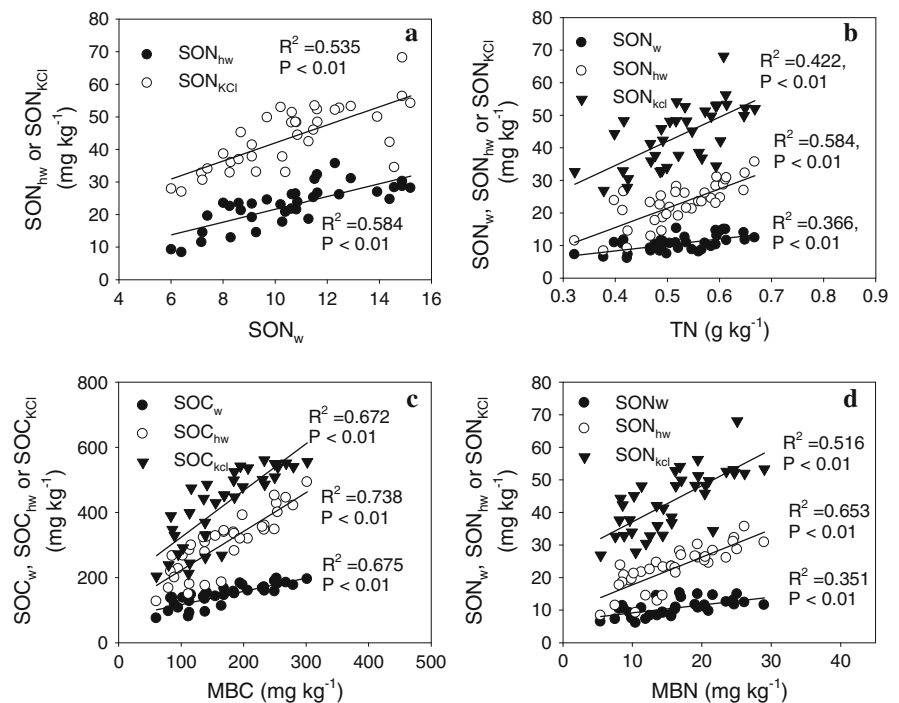 a
SON_hw
SON_KCl
R² =0.535
P < 0.01
R² =0.584
P < 0.01
SON_hw or SON_KCl
(mg kg⁻¹)
80
70
60
50
40
30
20
10
0
4 6 8 10 12 14 16
SON_w
b
SON_w
SON_hw
SON_kcl
R² =0.422,
P < 0.01
R² =0.584,
P < 0.01
R² =0.366,
P < 0.01
SON_w, SON_hw or SON_KCl
(mg kg⁻¹)
80
70
60
50
40
30
20
10
0
0.3 0.4 0.5 0.6 0.7 0.8 0.9
TN (g kg⁻¹)
c
SOC_w
SOC_hw
SOC_kcl
R² =0.672
P < 0.01
R² =0.738
P < 0.01
R² =0.675
P < 0.01
SOC_w, SOC_hw or SOC_KCl
(mg kg⁻¹)
800
600
400
200
0
0 100 200 300 400 500
MBC (mg kg⁻¹)
d
SONw
SON_hw
SON_kcl
R² =0.516
P < 0.01
R² =0.653
P < 0.01
R² =0.351
P < 0.01
SON_w, SON_hw or SON_KCl
(mg kg⁻¹)
80
70
60
50
40
30
20
10
0
0 10 20 30 40
MBN (mg kg⁻¹)